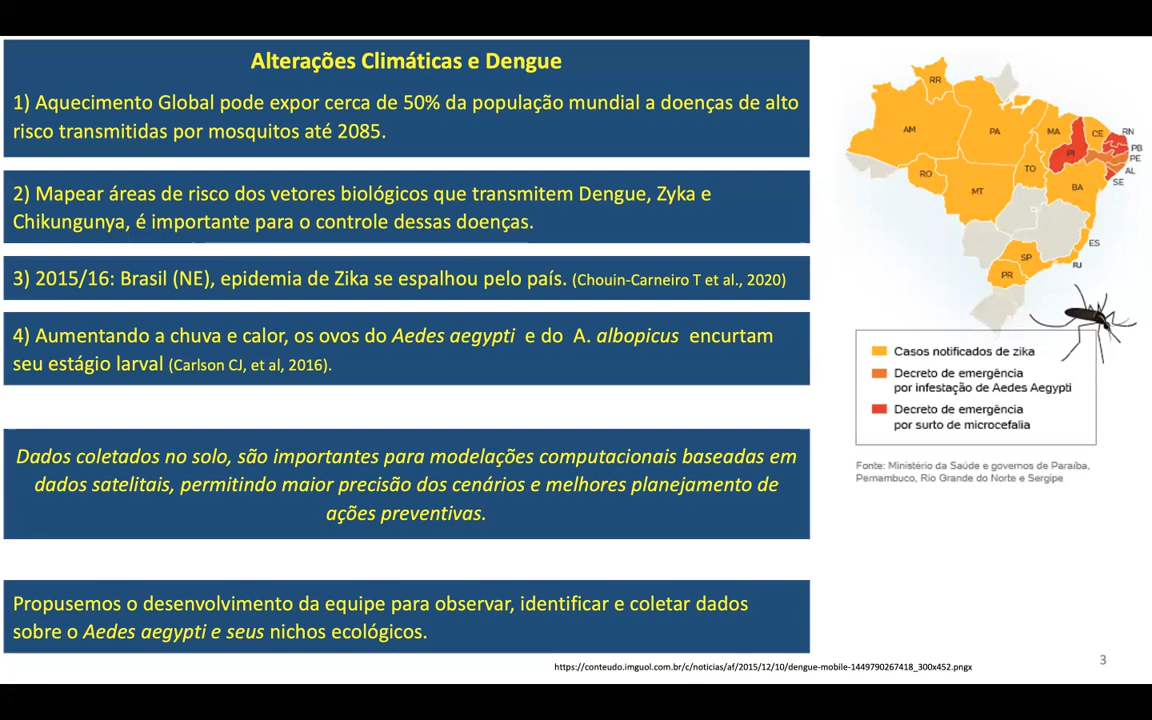 Alterações Climáticas e Dengue
1) Aquecimento Global pode expor cerca de 50% da população mundial a doenças de alto
risco transmitidas por mosquitos até 2085.
2) Mapear áreas de risco dos vetores biológicos que transmitem Dengue, Zyka e
Chikungunya, é importante para o controle dessas doenças.
3) 2015/16: Brasil (NE), epidemia de Zika se espalhou pelo país. (Chouin-Carneiro T et al., 2020)
4) Aumentando a chuva e calor, os ovos do Aedes aegypti e do A. albopicus encurtam
seu estágio larval (Carlson CJ, et al, 2016).
Dados coletados no solo, são importantes para modelações computacionais baseadas em
dados satelitais, permitindo maior precisão dos cenários e melhores planejamento de
ações preventivas.
Propusemos o desenvolvimento da equipe para observar, identificar e coletar dados
sobre o Aedes aegypti e seus nichos ecológicos.
RR
AM
PA
MA
CE
RN
PB
PE
AL
SE
PI
TO
RO
MT
BA
ES
SP
RJ
PR
Casos notificados de zika
Decreto de emergência
por infestação de Aedes Aegypti
Decreto de emergência
por surto de microcefalia
Fonte: Ministério da Saúde e governos de Paraíba,
Pernambuco, Rio Grande do Norte e Sergipe
https://conteudo.imguol.com.br/c/noticias/af/2015/12/10/dengue-mobile-1449790267418_300x452.pngx
3